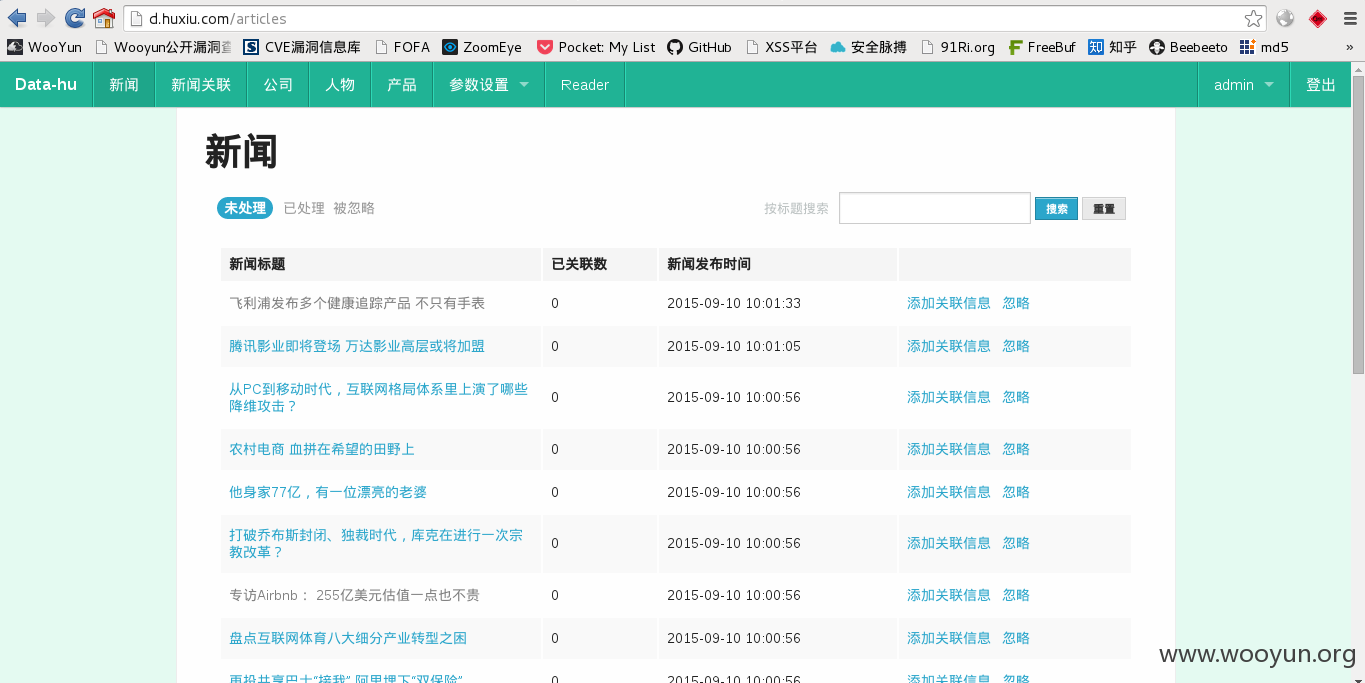 d.huxiu.com/articles
WooYun Wooyun公开漏洞查 CVE漏洞信息库 FOFA ZoomEye Pocket: My List GitHub XSS平台 安全脉搏 91Ri.org FreeBuf 知乎 Beebeeto md5 »
Data-hu 新闻 新闻关联 公司 人物 产品 参数设置 Reader admin 登出
新闻
未处理 已处理 被忽略 按标题搜索 搜索 重置
新闻标题 已关联数 新闻发布时间
飞利浦发布多个健康追踪产品 不只有手表 0 2015-09-10 10:01:33 添加关联信息 忽略
腾讯影业即将登场 万达影业高层或将加盟 0 2015-09-10 10:01:05 添加关联信息 忽略
从PC到移动时代，互联网格局体系里上演了哪些
降维攻击？ 0 2015-09-10 10:00:56 添加关联信息 忽略
农村电商 血拼在希望的田野上 0 2015-09-10 10:00:56 添加关联信息 忽略
他身家77亿，有一位漂亮的老婆 0 2015-09-10 10:00:56 添加关联信息 忽略
打破乔布斯封闭、独裁时代，库克在进行一次宗
教改革？ 0 2015-09-10 10:00:56 添加关联信息 忽略
专访Airbnb： 255亿美元估值一点也不贵 0 2015-09-10 10:00:56 添加关联信息 忽略
盘点互联网体育八大细分产业转型之困 0 2015-09-10 10:00:56 添加关联信息 忽略
再投共享巴士“接我” 阿里埋下“双保险” 0 2015-09-10 10:00:56 添加关联信息 忽略
www.wooyun.org